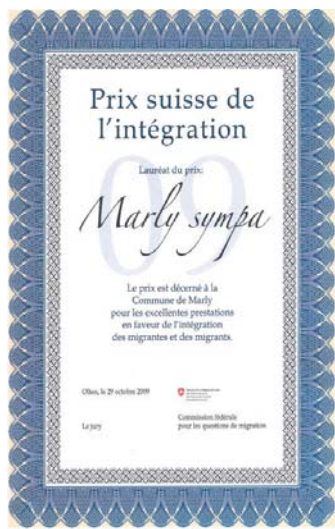 Prix suisse de
l'intégration
Lauréat du prix:
09
Marly sympa
Le prix est décerné à la
Commune de Marly
pour les excellentes prestations
en faveur de l'intégration
des migrantes et des migrants.
Olten, le 29 octobre 2009
Le jury
Commission fédérale
pour les questions de migration